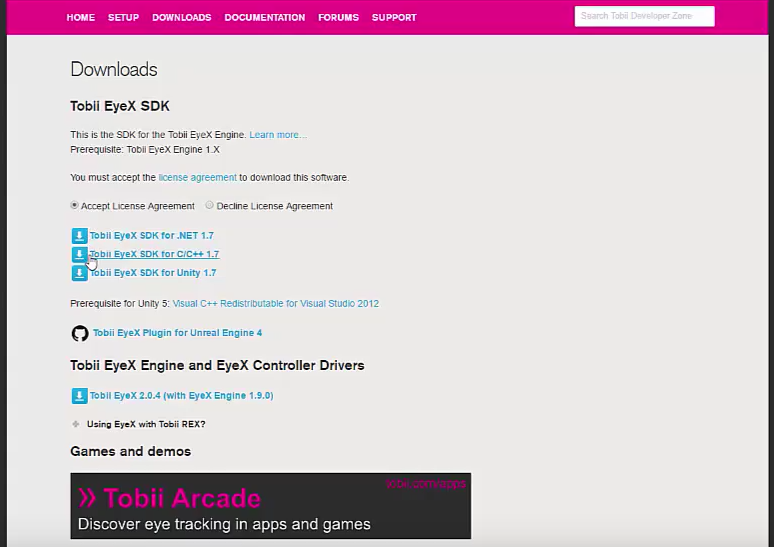 HOME SETUP DOWNLOADS DOCUMENTATION FORUMS SUPPORT Search Tobii Developer Zone
Downloads
Tobii EyeX SDK
This is the SDK for the Tobii EyeX Engine. Learn more...
Prerequisite: Tobii EyeX Engine 1.X
You must accept the license agreement to download this software.
Accept License Agreement Decline License Agreement
Tobii EyeX SDK for .NET 1.7
Tobii EyeX SDK for C/C++ 1.7
Tobii EyeX SDK for Unity 1.7
Prerequisite for Unity 5: Visual C++ Redistributable for Visual Studio 2012
Tobii EyeX Plugin for Unreal Engine 4
Tobii EyeX Engine and EyeX Controller Drivers
Tobii EyeX 2.0.4 (with EyeX Engine 1.9.0)
Using EyeX with Tobii REX?
Games and demos
tobii.com/apps
» Tobii Arcade
Discover eye tracking in apps and games